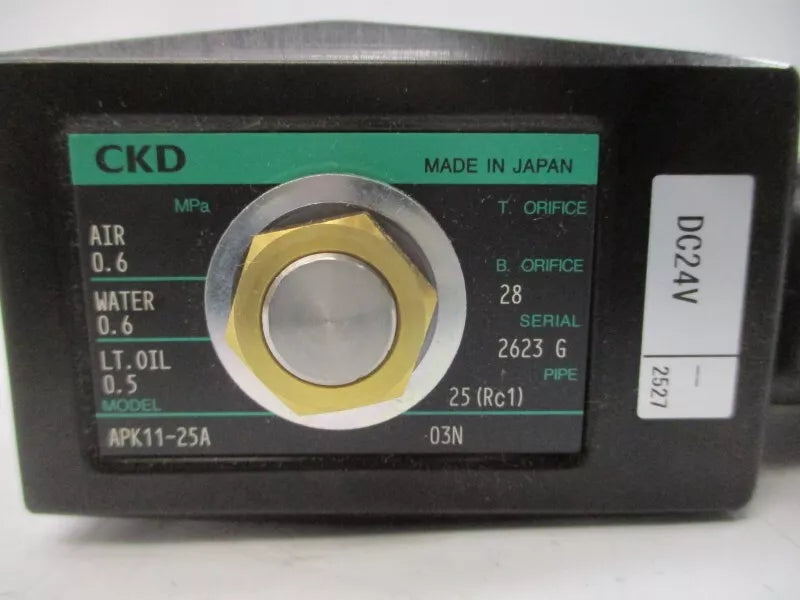 CKD
MADE IN JAPAN
MPa
T. ORIFICE
AIR
0.6
B. ORIFICE
28
WATER
0.6
SERIAL
2623 G
LT.OIL
0.5
PIPE
25 (Rc1)
MODEL
APK11-25A
03N
DC24V
—
2527